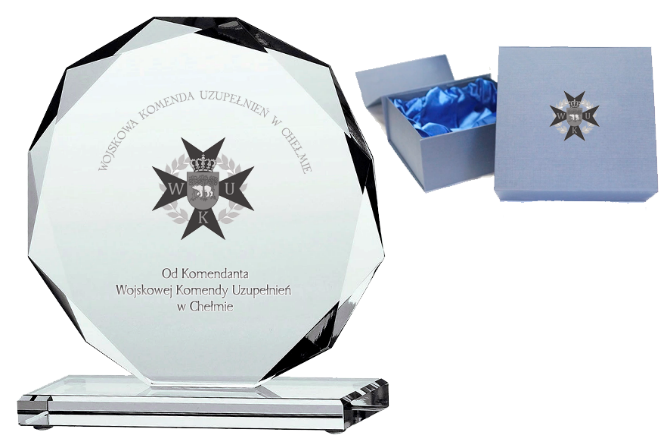 WOJSKOWA KOMENDA UZUPEŁNIEŃ W CHEŁMIE
W U
K
Od Komendanta
Wojskowej Komendy Uzupełnień
w Chełmie
W U
K